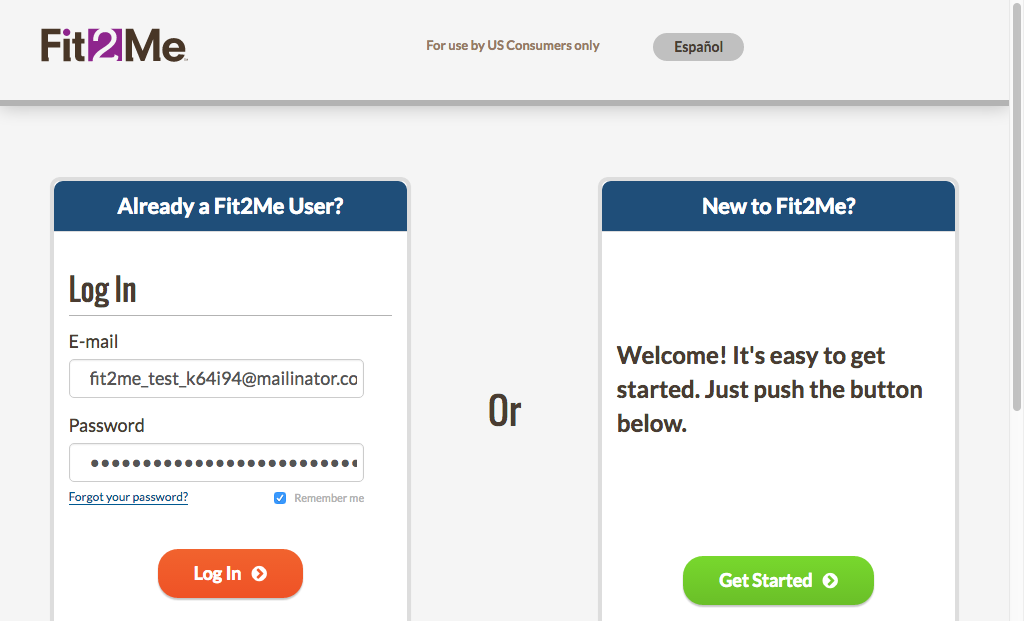 Fit2Me
For use by US Consumers only
Español
Already a Fit2Me User?
Log In
E-mail
fit2me_test_k64i94@mailinator.co
Password
Forgot your password?
Remember me
Log In
Or
New to Fit2Me?
Welcome! It's easy to get
started. Just push the button
below.
Get Started